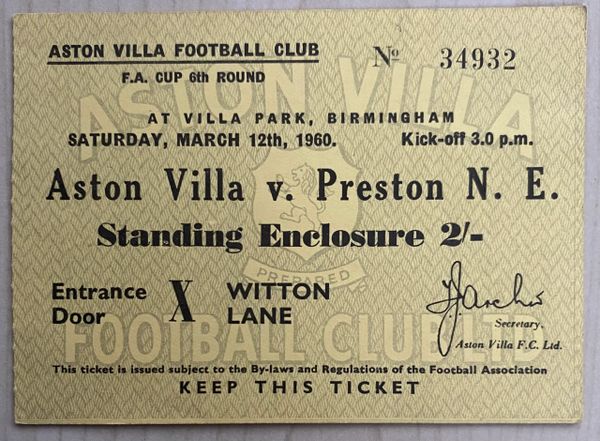 ASTON VILLA FOOTBALL CLUB
Nº 34932
F.A. CUP 6th ROUND
AT VILLA PARK, BIRMINGHAM
SATURDAY, MARCH 12th, 1960. Kick-off 3.0 p.m.
Aston Villa v. Preston N. E.
Standing Enclosure 2/-
Entrance Door X WITTON LANE
F. J. Archer
Secretary.
Aston Villa F.C. Ltd.
This ticket is issued subject to the By-laws and Regulations of the Football Association
KEEP THIS TICKET
ASTON VILLA
PREPARED
FOOTBALL CLUB LTD